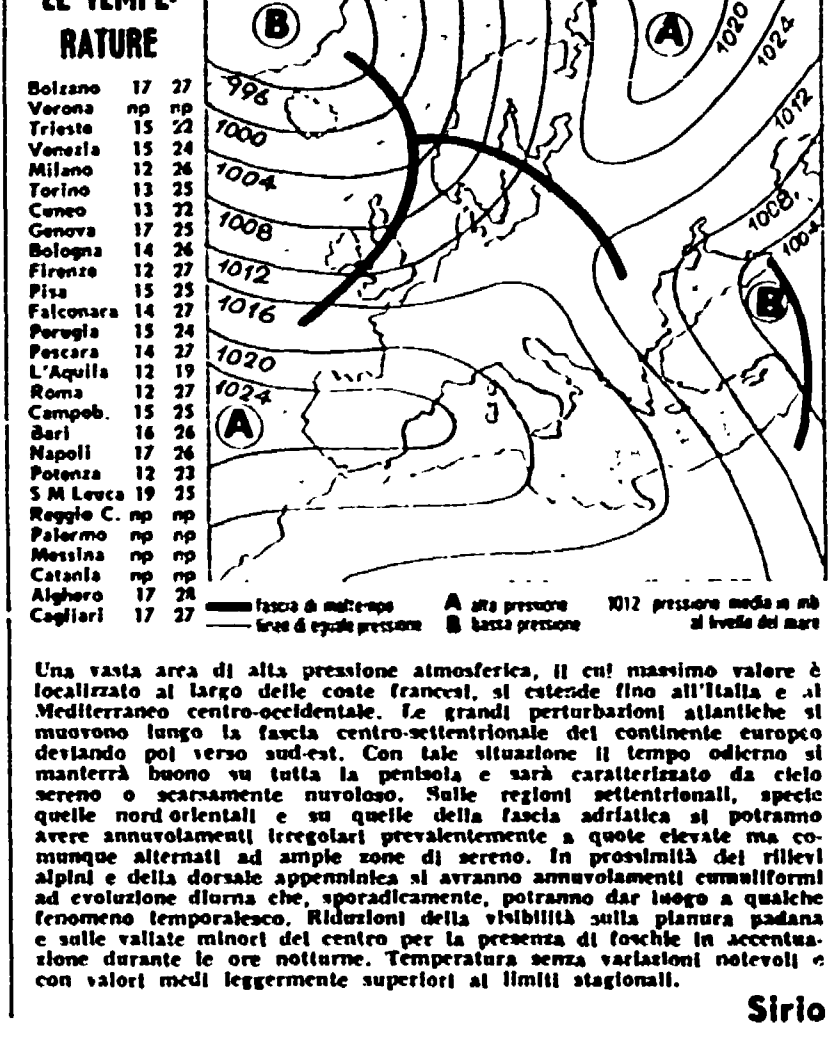 LE TEMPE-
RATURE
Bolzano 17 27
Verona np np
Trieste 15 22
Venezia 15 24
Milano 12 26
Torino 13 25
Cuneo 13 22
Genova 17 25
Bologna 14 26
Firenze 12 27
Pisa 15 25
Falconara 14 27
Perugia 15 24
Pescara 14 27
L'Aquila 12 19
Roma 12 27
Campob. 15 25
Bari 16 26
Napoli 17 26
Potenza 12 23
S M Leuca 19 25
Reggio C. np np
Palermo np np
Messina np np
Catania np np
Alghero 17 28
Cagliari 17 27
B
A
1020
1024
996
1012
1000
1004
1008
1008
1004
1012
B
1016
1020
1024
A
fascia di maltempo
linee di eguale pressione
A alta pressione
B bassa pressione
1012 pressione media in mb
al livello del mare
Una vasta area di alta pressione atmosferica, il cui massimo valore è
localizzato al largo delle coste francesi, si estende fino all'Italia e al
Mediterraneo centro-occidentale. Le grandi perturbazioni atlantiche si
muovono lungo la fascia centro-settentrionale del continente europeo
deviando poi verso sud-est. Con tale situazione il tempo odierno si
manterrà buono su tutta la penisola e sarà caratterizzato da cielo
sereno o scarsamente nuvoloso. Sulle regioni settentrionali, specie
quelle nord orientali e su quelle della fascia adriatica si potranno
avere annuvolamenti irregolari prevalentemente a quote elevate ma co-
munque alternati ad ampie zone di sereno. In prossimità dei rilievi
alpini e della dorsale appenninica si avranno annuvolamenti cumuliformi
ad evoluzione diurna che, sporadicamente, potranno dar luogo a qualche
fenomeno temporalesco. Riduzioni della visibilità sulla pianura padana
e sulle vallate minori del centro per la presenza di foschie in accentua-
zione durante le ore notturne. Temperatura senza variazioni notevoli e
con valori medi leggermente superiori ai limiti stagionali.
Sirio